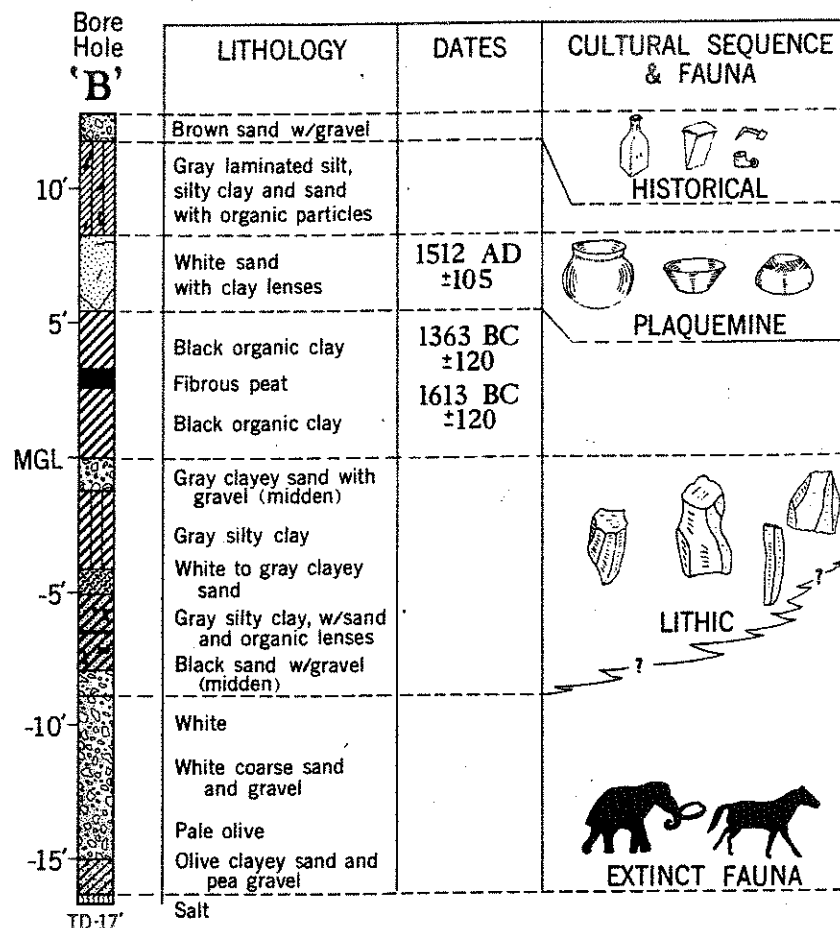 Bore
Hole
'B'
LITHOLOGY
DATES
CULTURAL SEQUENCE
& FAUNA
Brown sand w/gravel
10'
Gray laminated silt,
silty clay and sand
with organic particles
HISTORICAL
White sand
with clay lenses
1512 AD
±105
PLAQUEMINE
5'
Black organic clay
1363 BC
±120
Fibrous peat
1613 BC
±120
Black organic clay
MGL
Gray clayey sand with
gravel (midden)
Gray silty clay
White to gray clayey
sand
-5'
Gray silty clay, w/sand
and organic lenses
LITHIC
?
?
Black sand w/gravel
(midden)
-10'
White
White coarse sand
and gravel
Pale olive
-15'
Olive clayey sand and
pea gravel
EXTINCT FAUNA
Salt
TD-17'